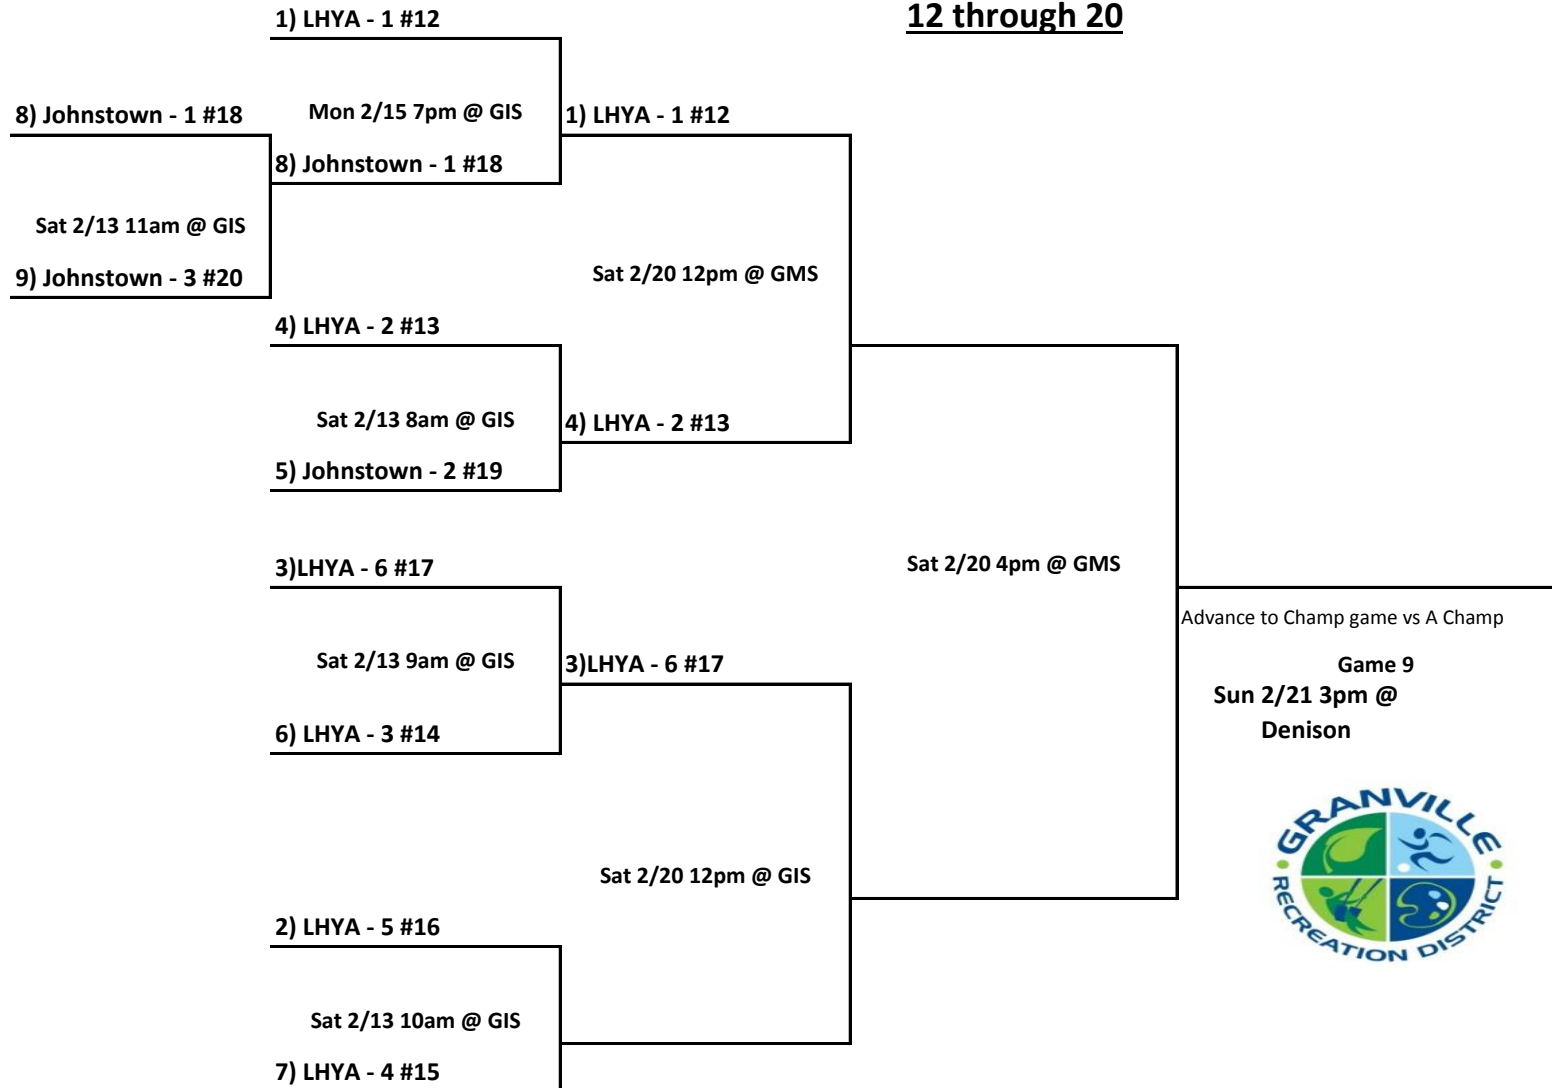 12 through 20
1) LHYA - 1 #12
8) Johnstown - 1 #18
Mon 2/15 7pm @ GIS
1) LHYA - 1 #12
8) Johnstown - 1 #18
Sat 2/13 11am @ GIS
9) Johnstown - 3 #20
Sat 2/20 12pm @ GMS
4) LHYA - 2 #13
Sat 2/13 8am @ GIS
4) LHYA - 2 #13
5) Johnstown - 2 #19
3)LHYA - 6 #17
Sat 2/20 4pm @ GMS
Advance to Champ game vs A Champ
Sat 2/13 9am @ GIS
3)LHYA - 6 #17
Game 9
Sun 2/21 3pm @
Denison
6) LHYA - 3 #14
GRANVILLE
RECREATION DISTRICT
Sat 2/20 12pm @ GIS
2) LHYA - 5 #16
Sat 2/13 10am @ GIS
7) LHYA - 4 #15